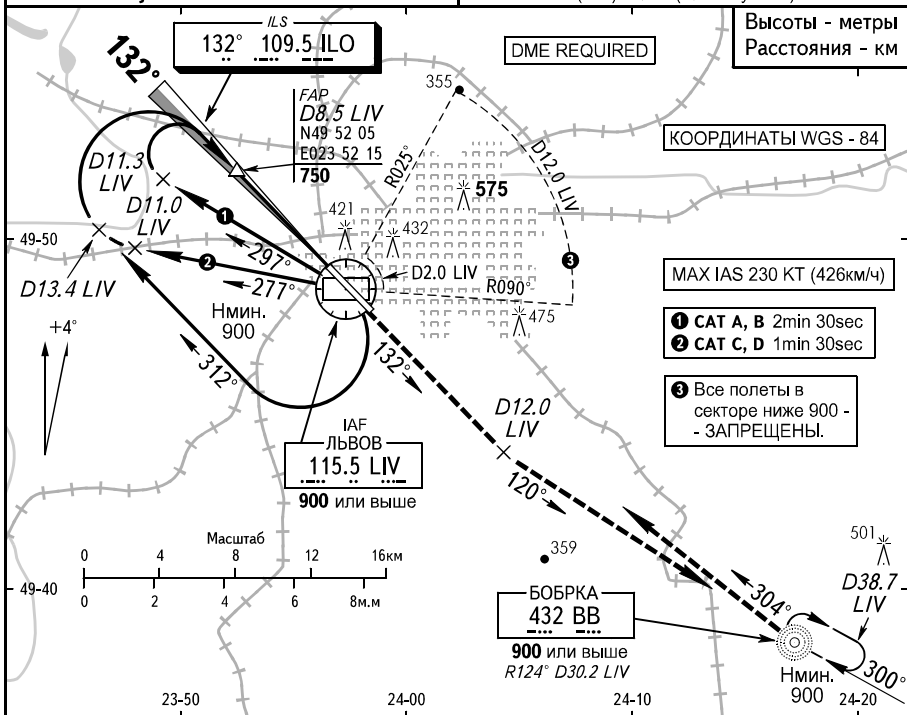 ILS
132° 109.5 ILO
DME REQUIRED
Высоты - метры
Расстояния - км
132°
355
FAP
D8.5 LIV
N49 52 05
E023 52 15
750
КООРДИНАТЫ WGS - 84
D12.0 LIV
R025°
D11.3
LIV
575
D11.0
LIV
421
432
1
49-50
297°
2
277°
D2.0 LIV
3
R090°
D13.4 LIV
Нмин.
900
MAX IAS 230 KT (426км/ч)
475
+4°
1 CAT A, B 2min 30sec
2 CAT C, D 1min 30sec
132°
312°
3 Все полеты в
секторе ниже 900 -
- ЗАПРЕЩЕНЫ.
D12.0
LIV
IAF
ЛЬВОВ
115.5 LIV
900 или выше
120°
Масштаб
0 4 8 12 16км
0 2 4 6 8м.м
359
501
49-40
D38.7
LIV
304°
БОБРКА
432 BB
900 или выше
R124° D30.2 LIV
300°
Нмин.
900
23-50
24-00
24-10
24-20